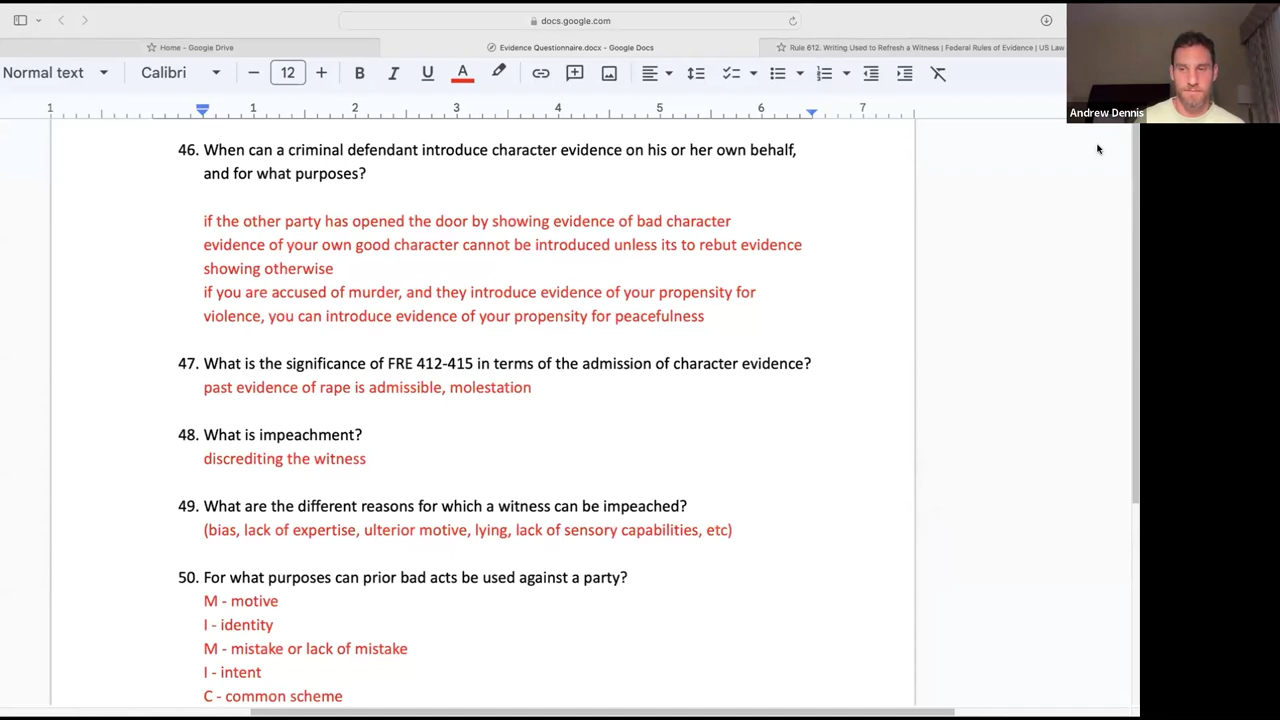 docs.google.com
Home - Google Drive
Evidence Questionnaire.docx - Google Docs
Rule 612. Writing Used to Refresh a Witness | Federal Rules of Evidence | US Law
Normal text
Calibri
12
B I U A
1 1 2 3 4 5 6 7
Andrew Dennis
46. When can a criminal defendant introduce character evidence on his or her own behalf,
and for what purposes?
if the other party has opened the door by showing evidence of bad character
evidence of your own good character cannot be introduced unless its to rebut evidence
showing otherwise
if you are accused of murder, and they introduce evidence of your propensity for
violence, you can introduce evidence of your propensity for peacefulness
47. What is the significance of FRE 412-415 in terms of the admission of character evidence?
past evidence of rape is admissible, molestation
48. What is impeachment?
discrediting the witness
49. What are the different reasons for which a witness can be impeached?
(bias, lack of expertise, ulterior motive, lying, lack of sensory capabilities, etc)
50. For what purposes can prior bad acts be used against a party?
M - motive
I - identity
M - mistake or lack of mistake
I - intent
C - common scheme